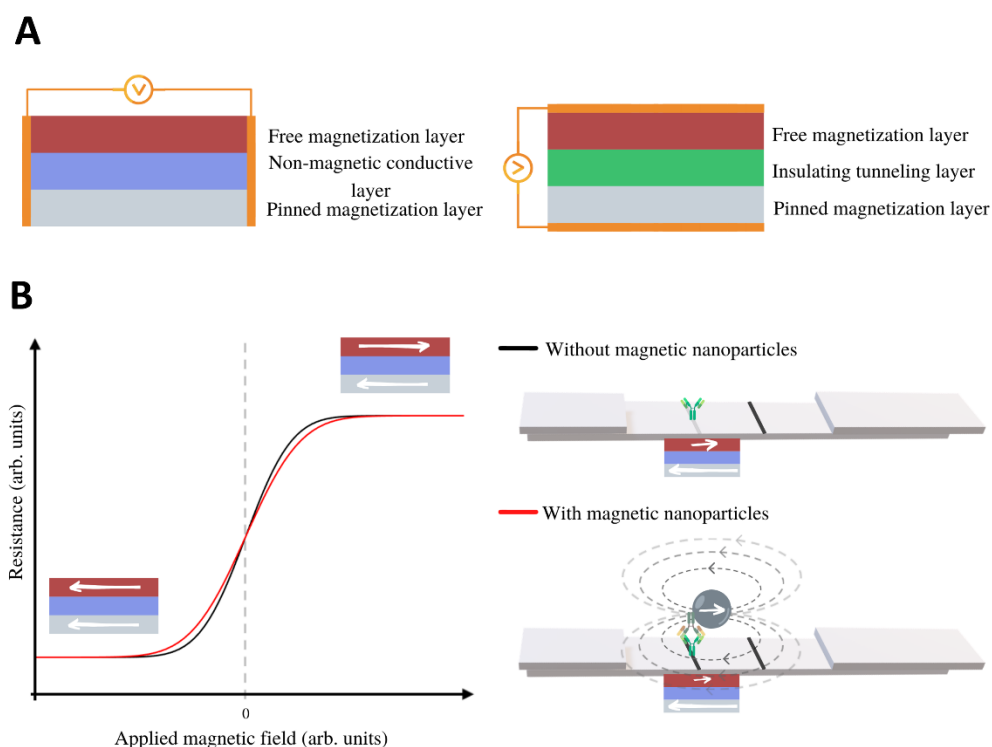 A
V
Free magnetization layer
Non-magnetic conductive
layer
Pinned magnetization layer
V
Free magnetization layer
Insulating tunneling layer
Pinned magnetization layer
B
Resistance (arb. units)
0
Applied magnetic field (arb. units)
Without magnetic nanoparticles
With magnetic nanoparticles